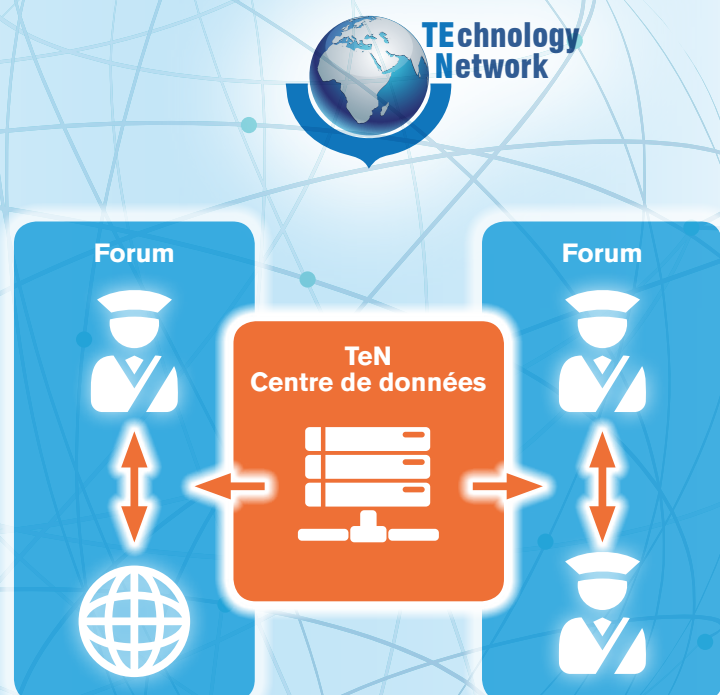 TEchnology
Network
Forum
Forum
TeN
Centre de données